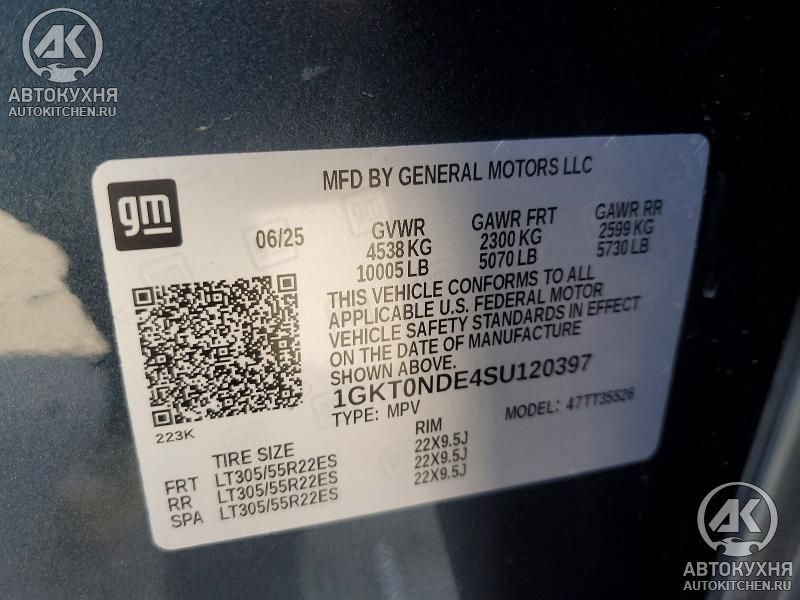 АК
АВТОКУХНЯ
AUTOKITCHEN.RU
gm
MFD BY GENERAL MOTORS LLC
06/25
GVWR GAWR FRT GAWR RR
4538 KG 2300 KG 2599 KG
10005 LB 5070 LB 5730 LB
THIS VEHICLE CONFORMS TO ALL
APPLICABLE U.S. FEDERAL MOTOR
VEHICLE SAFETY STANDARDS IN EFFECT
ON THE DATE OF MANUFACTURE
SHOWN ABOVE.
1GKT0NDE4SU120397
TYPE: MPV MODEL: 47TT35526
223K
TIRE SIZE RIM
FRT LT305/55R22ES 22X9.5J
RR LT305/55R22ES 22X9.5J
SPA LT305/55R22ES 22X9.5J
АК
АВТОКУХНЯ
AUTOKITCHEN.RU